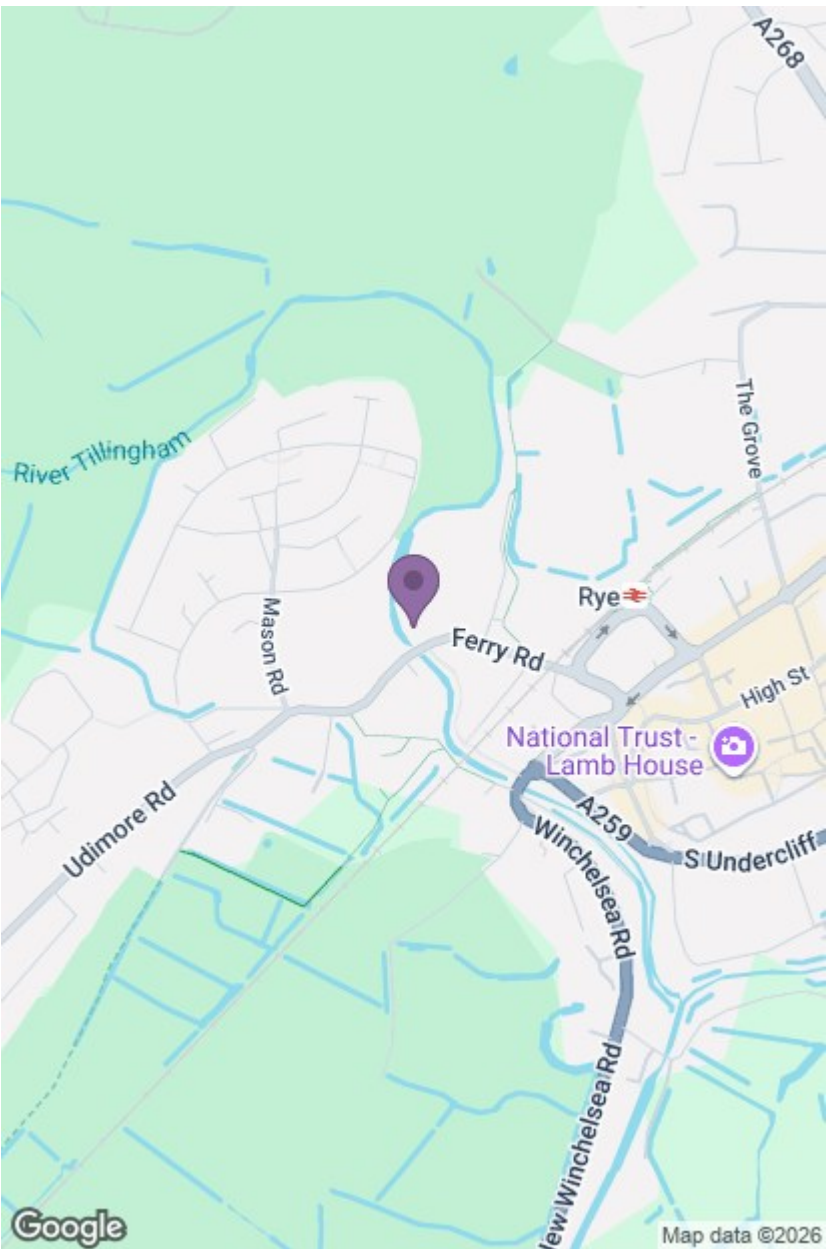 A268
River Tillingham
The Grove
Rye
Mason Rd
Ferry Rd
High St
National Trust -
Lamb House
Udimore Rd
A259
S Undercliff
Winchelsea Rd
New Winchelsea Rd
Google
Map data ©2026